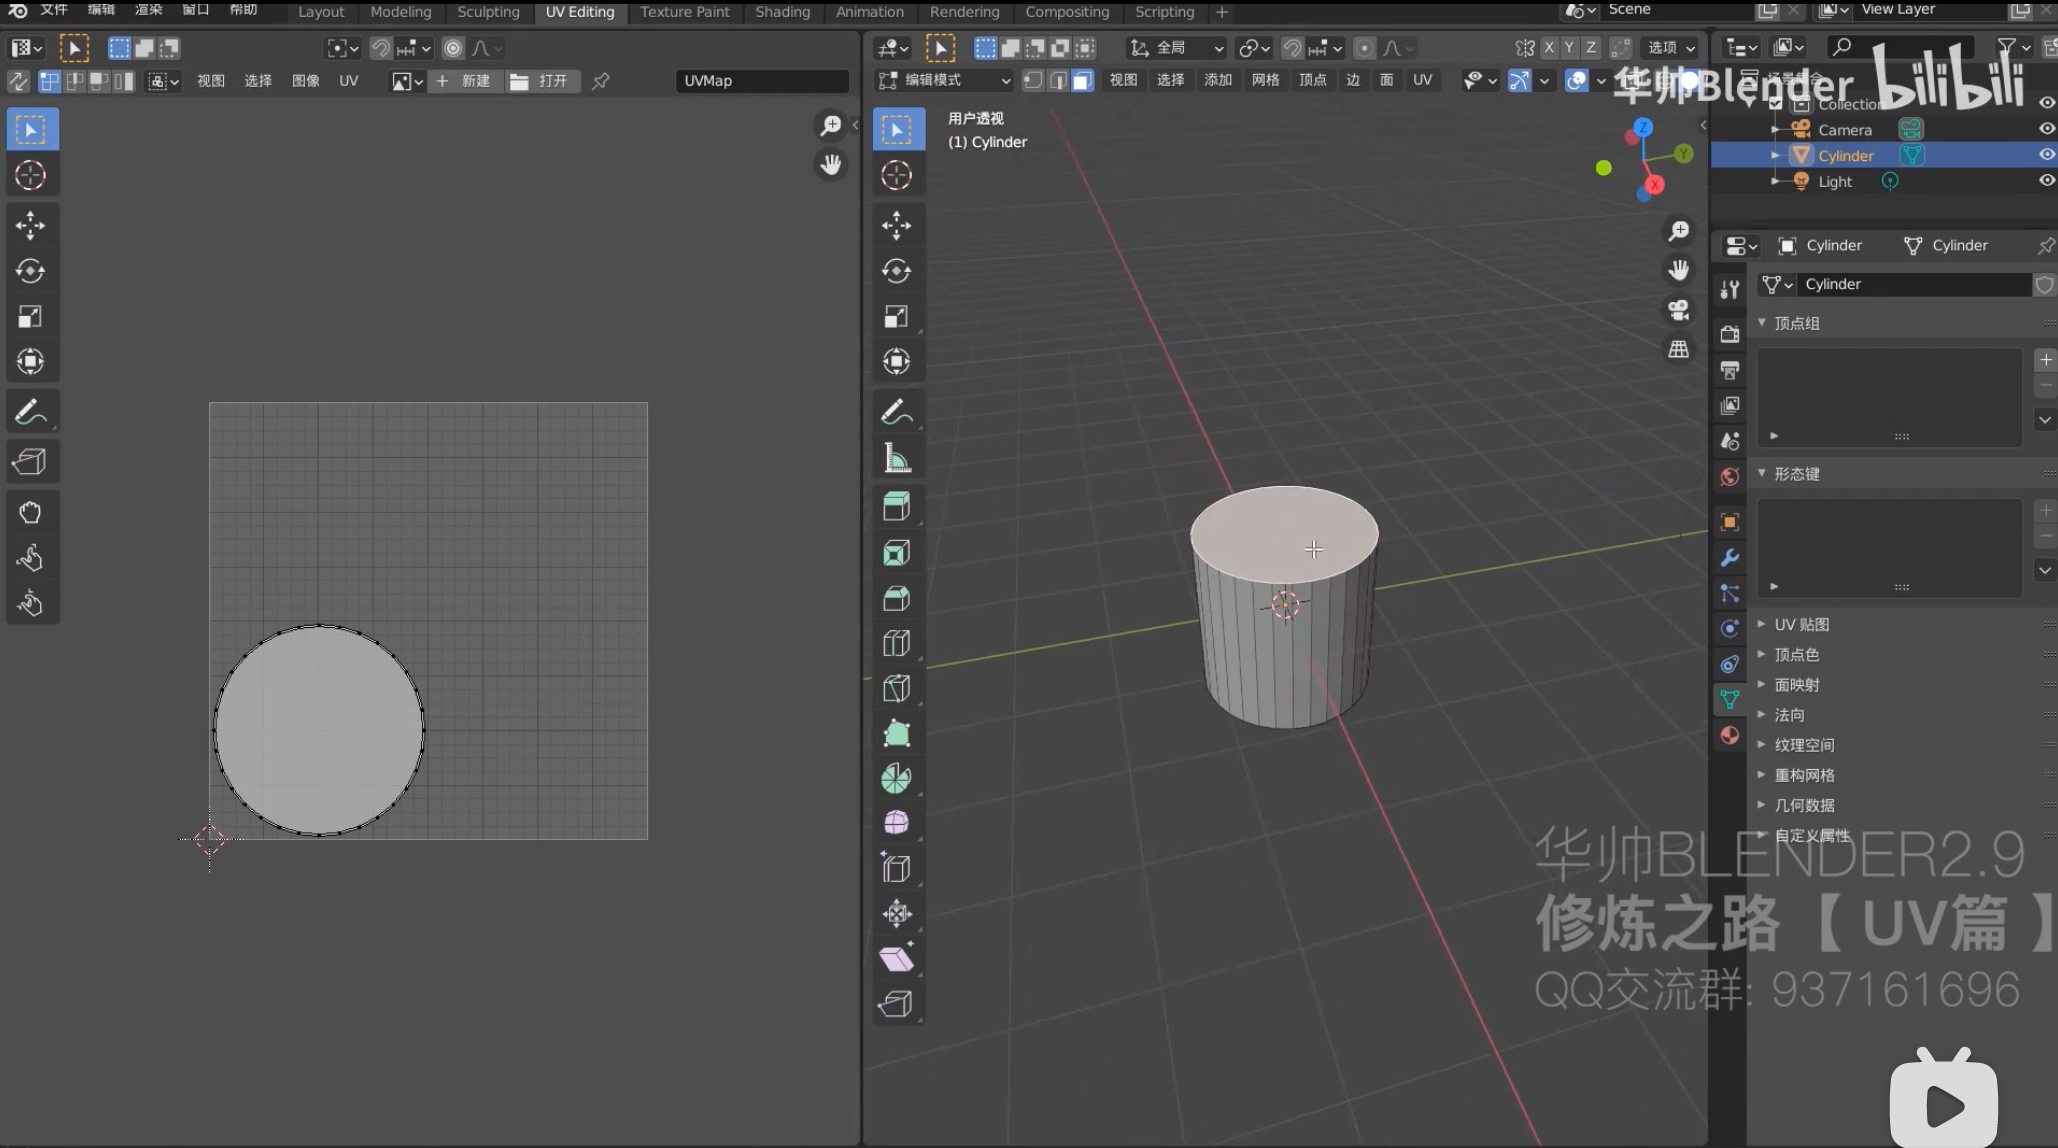 文件 编辑 渲染 窗口 帮助 Layout Modeling Sculpting UV Editing Texture Paint Shading Animation Rendering Compositing Scripting + Scene View Layer
全局 X Y Z 选项
视图 选择 图像 UV + 新建 打开 UVMap
编辑模式 视图 选择 添加 网格 顶点 边 面 UV
华帅Blender bilibili
Collection
Camera
Cylinder
Light
用户透视
(1) Cylinder
Z
Y
X
Cylinder Cylinder
Cylinder
顶点组
形态键
UV 贴图
顶点色
面映射
法向
纹理空间
重构网格
几何数据
自定义属性
华帅BLENDER2.9
修炼之路【 UV篇 】
QQ交流群: 937161696